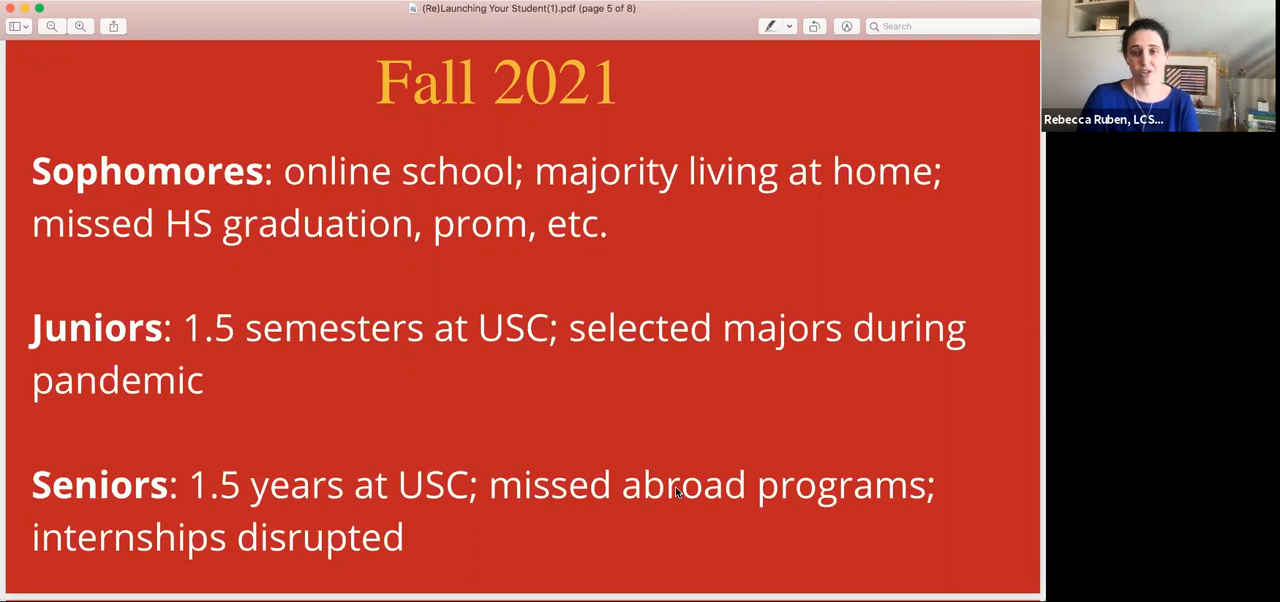 (Re)Launching Your Student(1).pdf (page 5 of 8)
Search
Fall 2021
Sophomores: online school; majority living at home;
missed HS graduation, prom, etc.
Juniors: 1.5 semesters at USC; selected majors during
pandemic
Seniors: 1.5 years at USC; missed abroad programs;
internships disrupted
Rebecca Ruben, LCS...